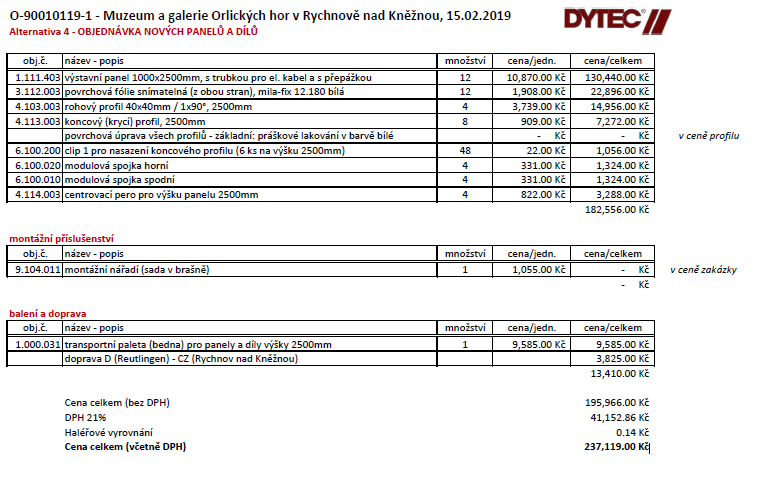 O-90010119-1 - Muzeum a galerie Orlických hor v Rychnově nad Kněžnou, 15.02.2019
DYTEC
Alternativa 4 - OBJEDNÁVKA NOVÝCH PANELŮ A DÍLŮ
obj.č. název - popis množství cena/jedn. cena/celkem
1.111.403 výstavní panel 1000x2500mm, s trubkou pro el. kabel a s přepážkou 12 10,870.00 Kč 130,440.00 Kč
3.112.003 povrchová fólie snímatelná (z obou stran), mila-fix 12.180 bílá 12 1,908.00 Kč 22,896.00 Kč
4.103.003 rohový profil 40x40mm / 1x90°, 2500mm 4 3,739.00 Kč 14,956.00 Kč
4.113.003 koncový (krycí) profil, 2500mm 8 909.00 Kč 7,272.00 Kč
povrchová úprava všech profilů - základní: práškové lakování v barvě bílé - Kč - Kč v ceně profilu
6.100.200 clip 1 pro nasazení koncového profilu (6 ks na výšku 2500mm) 48 22.00 Kč 1,056.00 Kč
6.100.020 modulová spojka horní 4 331.00 Kč 1,324.00 Kč
6.100.010 modulová spojka spodní 4 331.00 Kč 1,324.00 Kč
4.114.003 centrovací pero pro výšku panelu 2500mm 4 822.00 Kč 3,288.00 Kč
182,556.00 Kč
montážní příslušenství
obj.č. název - popis množství cena/jedn. cena/celkem
9.104.011 montážní nářadí (sada v brašně) 1 1,055.00 Kč - Kč v ceně zakázky
- Kč
balení a doprava
obj.č. název - popis množství cena/jedn. cena/celkem
1.000.031 transportní paleta (bedna) pro panely a díly výšky 2500mm 1 9,585.00 Kč 9,585.00 Kč
doprava D (Reutlingen) - CZ (Rychnov nad Kněžnou) 3,825.00 Kč
13,410.00 Kč
Cena celkem (bez DPH) 195,966.00 Kč
DPH 21% 41,152.86 Kč
Haléřové vyrovnání 0.14 Kč
Cena celkem (včetně DPH) 237,119.00 Kč